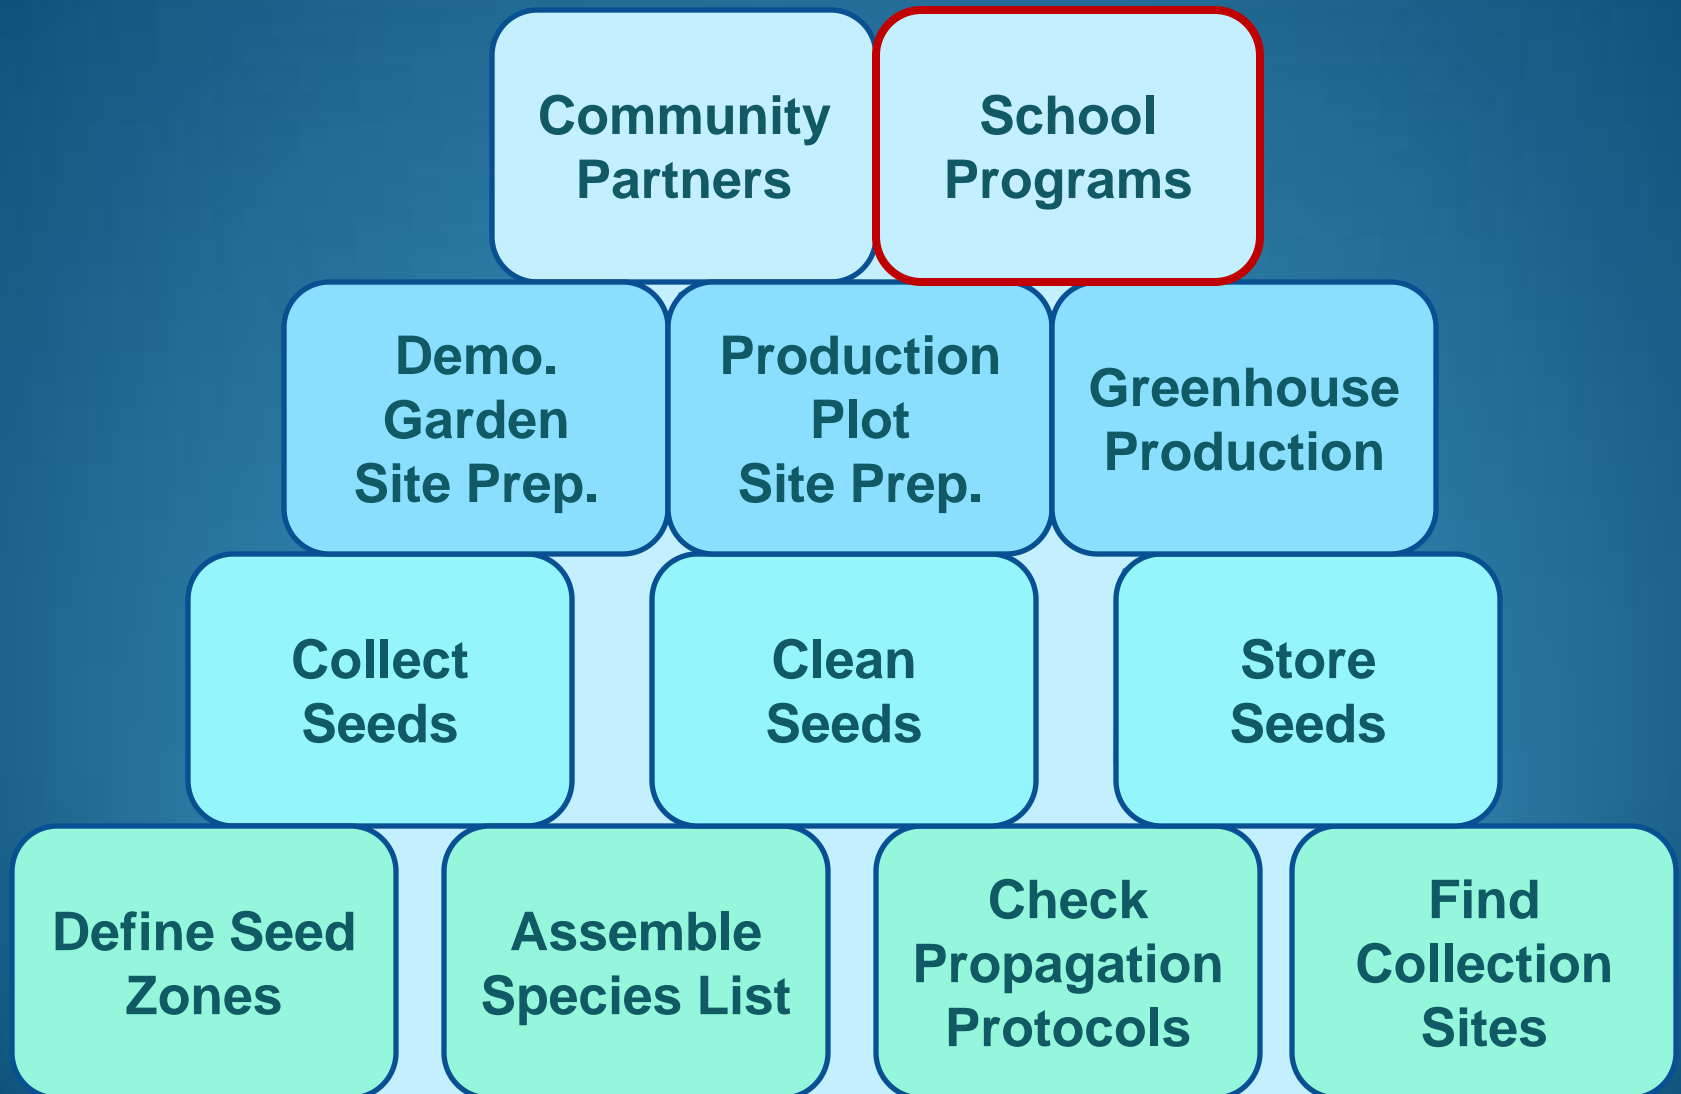 Community
Partners
School
Programs
Demo.
Garden
Site Prep.
Production
Plot
Site Prep.
Greenhouse
Production
Collect
Seeds
Clean
Seeds
Store
Seeds
Define Seed
Zones
Assemble
Species List
Check
Propagation
Protocols
Find
Collection
Sites